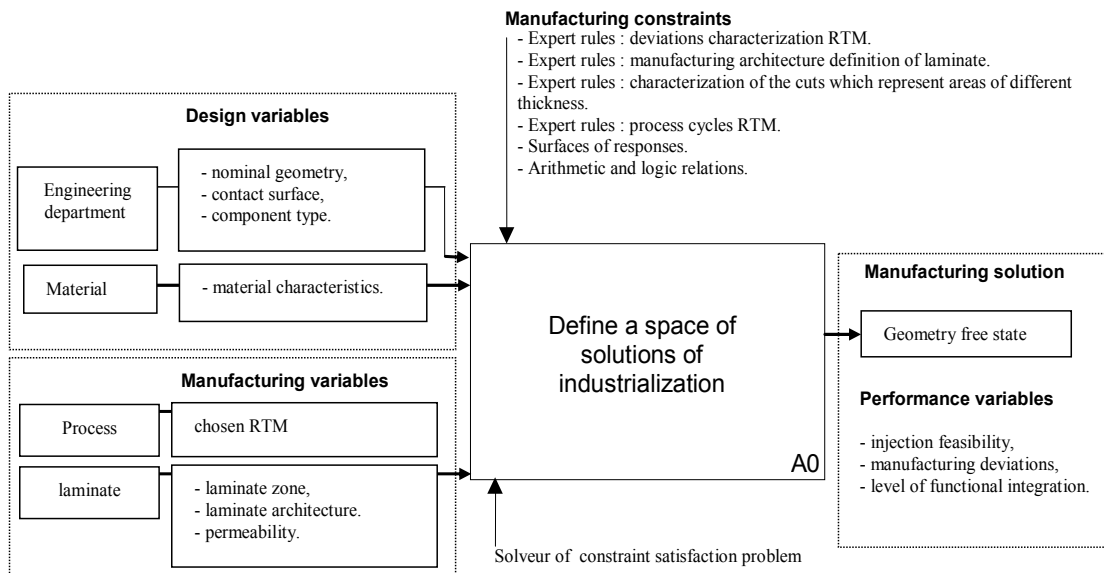 Manufacturing constraints
- Expert rules : deviations characterization RTM.
- Expert rules : manufacturing architecture definition of laminate.
- Expert rules : characterization of the cuts which represent areas of different
thickness.
- Expert rules : process cycles RTM.
- Surfaces of responses.
- Arithmetic and logic relations.
Design variables
Engineering
department
- nominal geometry,
- contact surface,
- component type.
Material
- material characteristics.
Manufacturing variables
Process
chosen RTM
laminate
- laminate zone,
- laminate architecture.
- permeability.
Define a space of
solutions of
industrialization
A0
Solveur of constraint satisfaction problem
Manufacturing solution
Geometry free state
Performance variables
- injection feasibility,
- manufacturing deviations,
- level of functional integration.